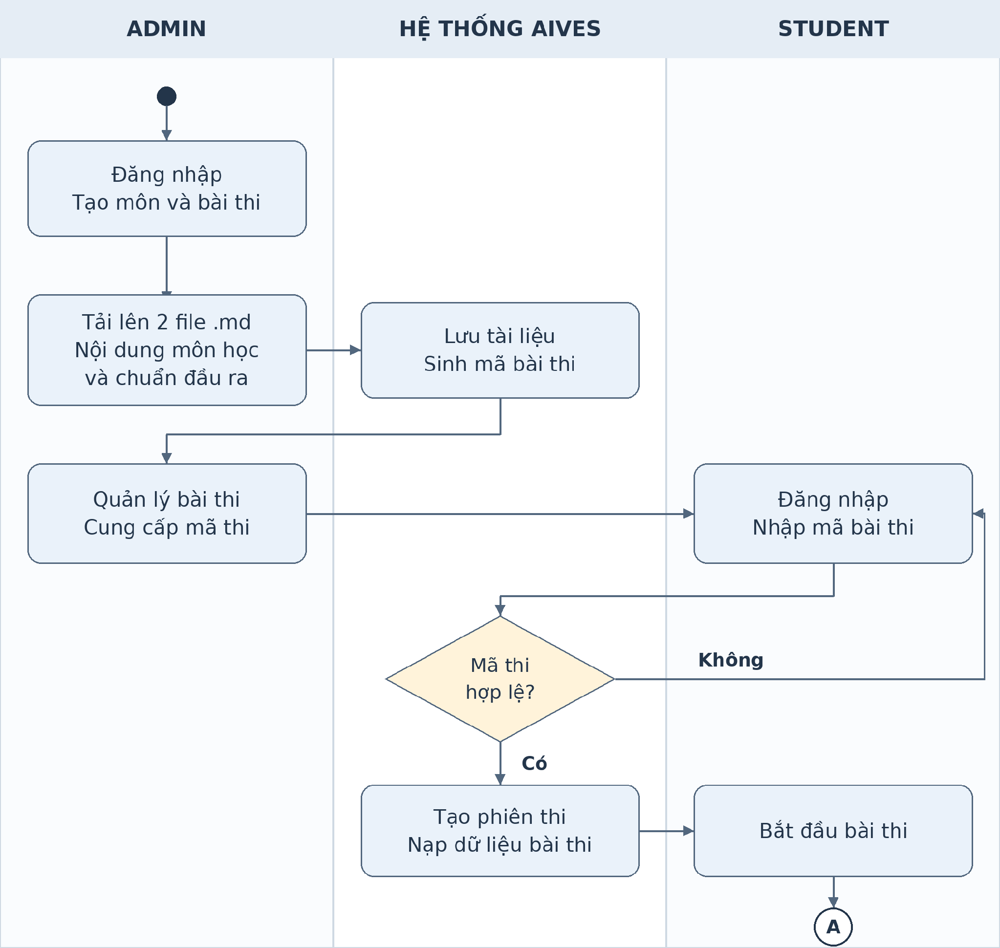 ADMIN
HỆ THỐNG AIVES
STUDENT
Đăng nhập
Tạo môn và bài thi
Tải lên 2 file .md
Nội dung môn học
và chuẩn đầu ra
Lưu tài liệu
Sinh mã bài thi
Quản lý bài thi
Cung cấp mã thi
Đăng nhập
Nhập mã bài thi
Mã thi
hợp lệ?
Không
Có
Tạo phiên thi
Nạp dữ liệu bài thi
Bắt đầu bài thi
A